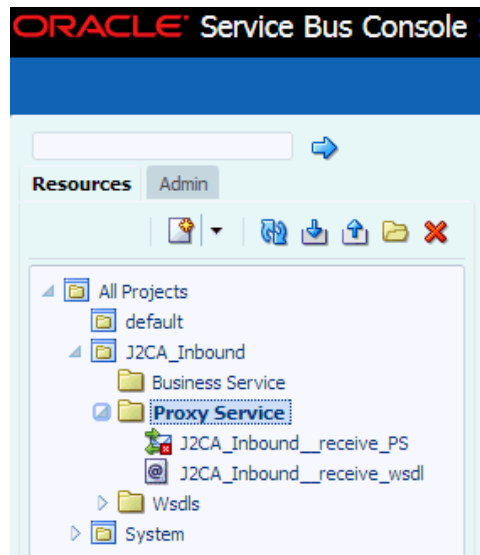 ORACLE® Service Bus Console
Resources Admin
All Projects
default
J2CA_Inbound
Business Service
Proxy Service
J2CA_Inbound__receive_PS
J2CA_Inbound__receive_wsdl
Wsdls
System